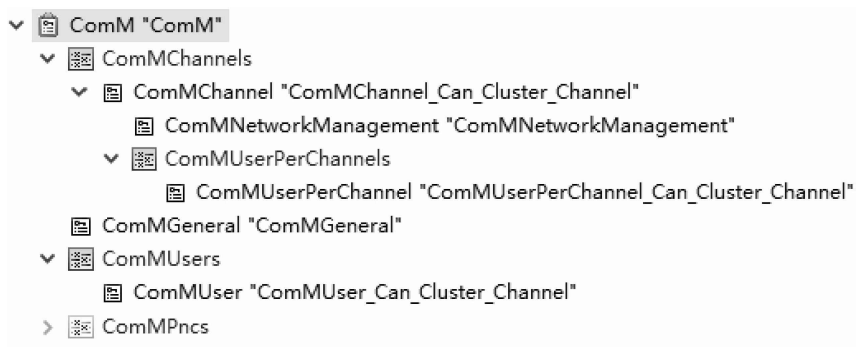 ComM "ComM"
ComMChannels
ComMChannel "ComMChannel_Can_Cluster_Channel"
ComMNetworkManagement "ComMNetworkManagement"
ComMUserPerChannels
ComMUserPerChannel "ComMUserPerChannel_Can_Cluster_Channel"
ComMGeneral "ComMGeneral"
ComMUsers
ComMUser "ComMUser_Can_Cluster_Channel"
ComMPncs